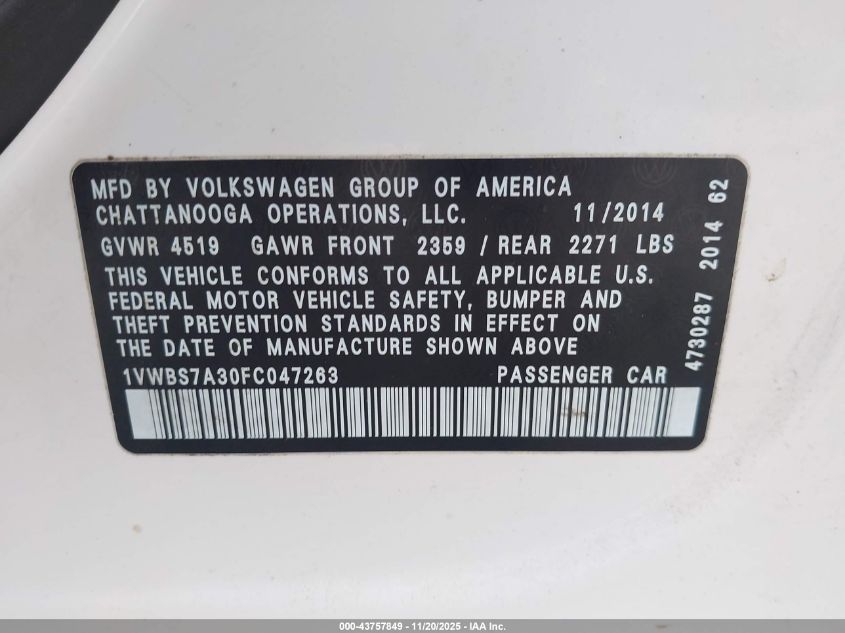 MFD BY VOLKSWAGEN GROUP OF AMERICA
CHATTANOOGA OPERATIONS, LLC. 11/2014
GVWR 4519 GAWR FRONT 2359 / REAR 2271 LBS
THIS VEHICLE CONFORMS TO ALL APPLICABLE U.S.
FEDERAL MOTOR VEHICLE SAFETY, BUMPER AND
THEFT PREVENTION STANDARDS IN EFFECT ON
THE DATE OF MANUFACTURE SHOWN ABOVE.
1VWBS7A30FC047263 PASSENGER CAR
4730287 2014 62
000-43757849 - 11/20/2025 - IAA Inc.